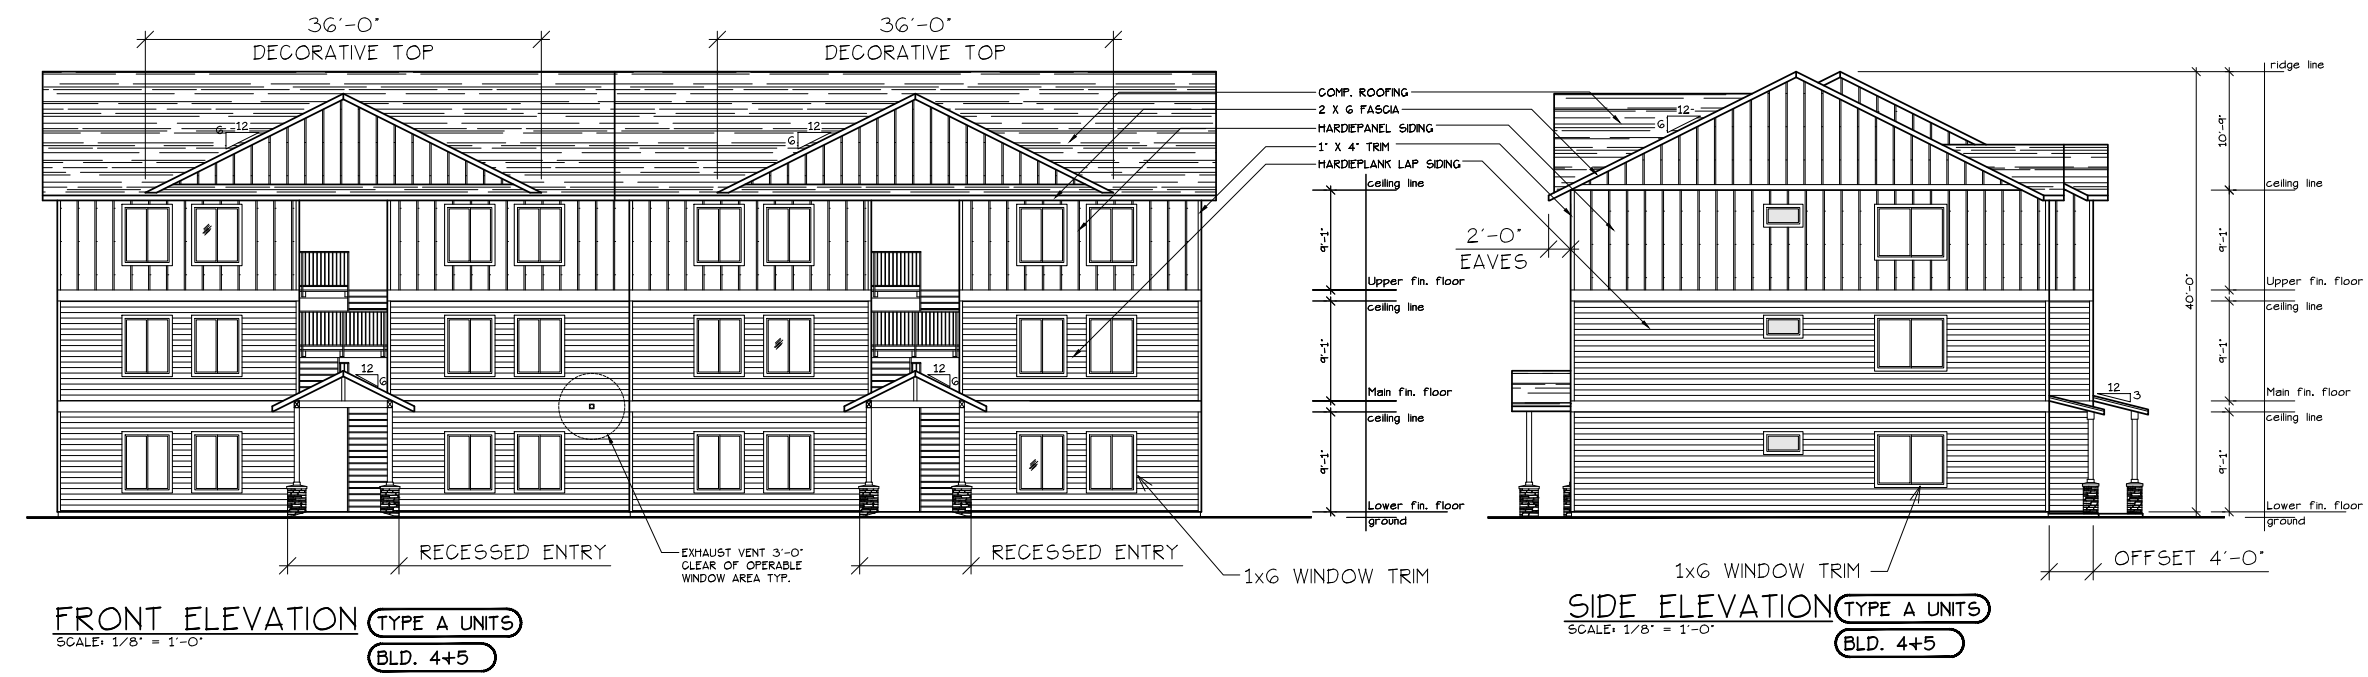 36'-0"
DECORATIVE TOP
36'-0"
DECORATIVE TOP
6
12
6
12
COMP. ROOFING
2 X 6 FASCIA
HARDIEPANEL SIDING
1" X 4" TRIM
HARDIEPLANK LAP SIDING
ceiling line
9'-1"
Upper fin. floor
ceiling line
9'-1"
Main fin. floor
ceiling line
9'-1"
Lower fin. floor
ground
12
6
12
6
RECESSED ENTRY
EXHAUST VENT 3'-0"
CLEAR OF OPERABLE
WINDOW AREA TYP.
RECESSED ENTRY
1x6 WINDOW TRIM
FRONT ELEVATION
TYPE A UNITS
SCALE: 1/8" = 1'-0"
BLD. 4+5
12
6
2'-0"
EAVES
12
3
40'-0"
ridge line
10'-9"
ceiling line
9'-1"
Upper fin. floor
ceiling line
9'-1"
Main fin. floor
ceiling line
9'-1"
Lower fin. floor
ground
1x6 WINDOW TRIM
OFFSET 4'-0"
SIDE ELEVATION
TYPE A UNITS
SCALE: 1/8" = 1'-0"
BLD. 4+5